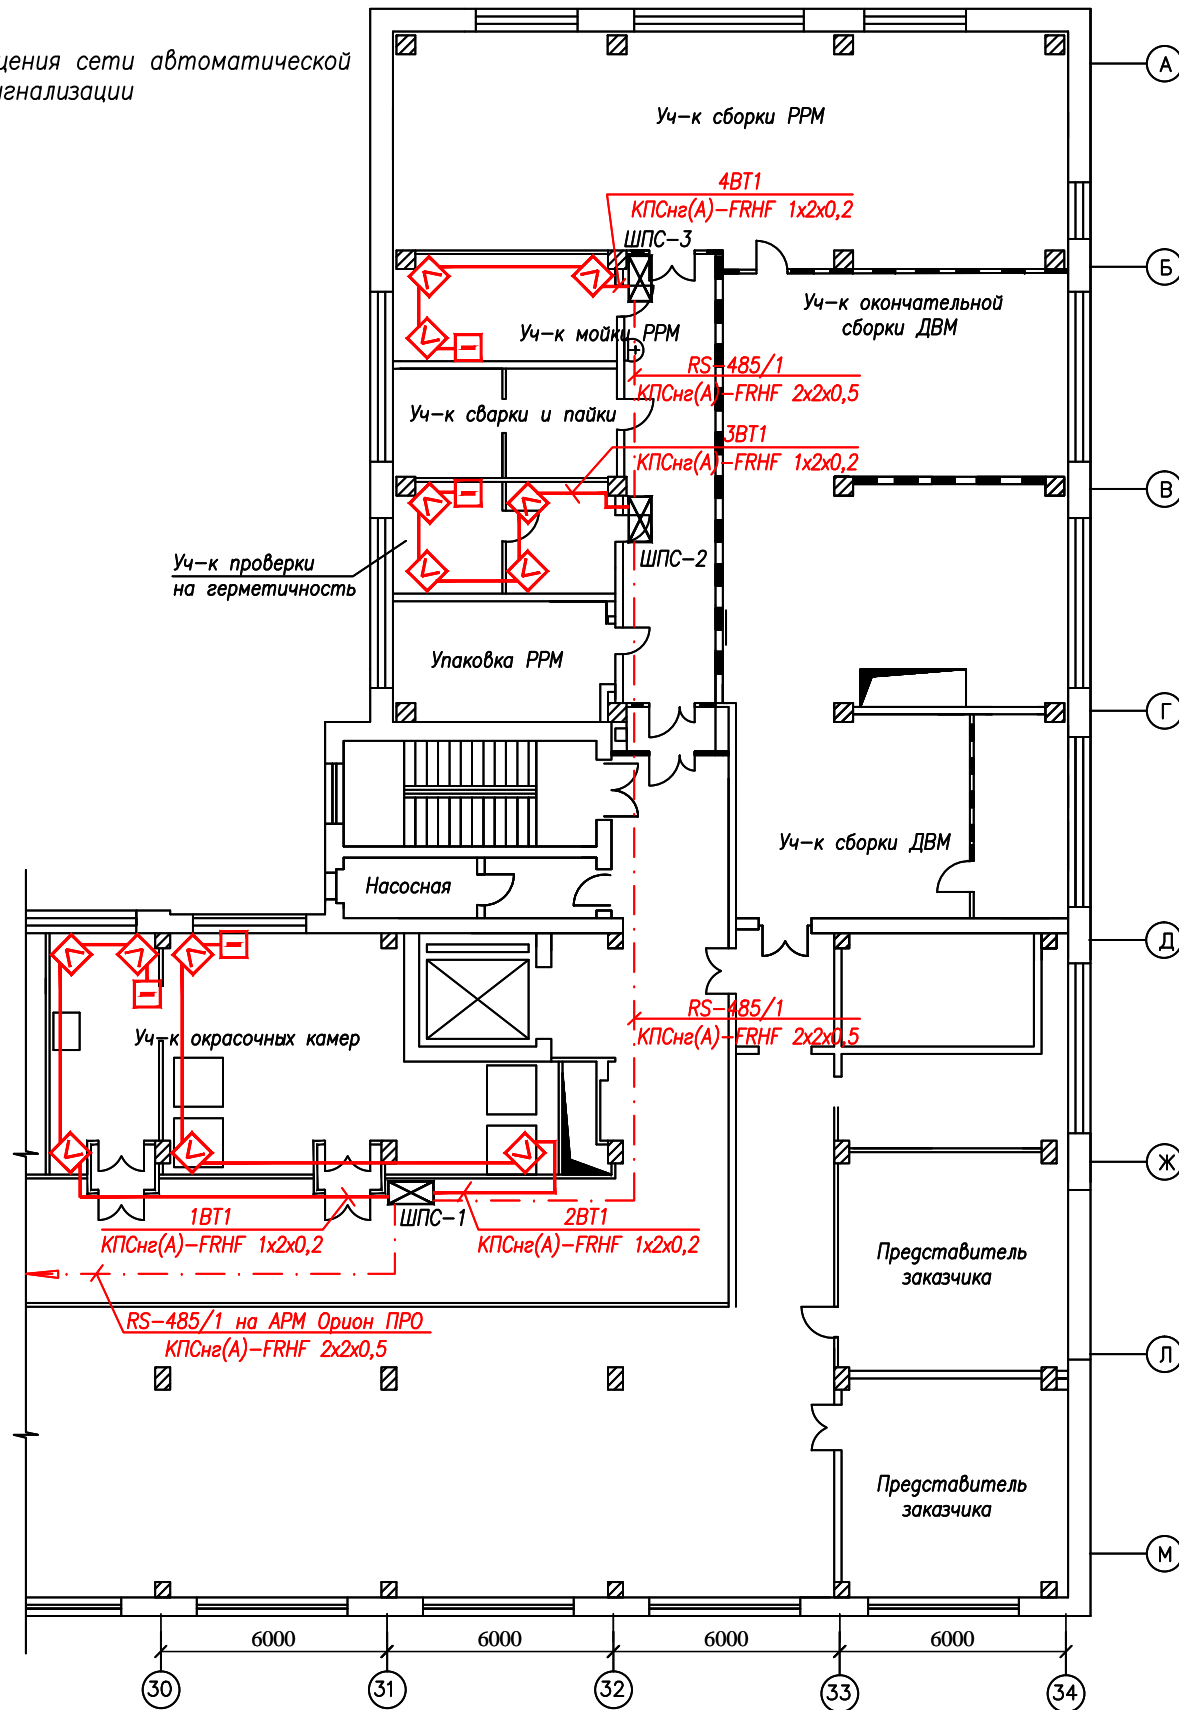 щения сети автоматической
игнализации
А
Уч-к сборки РРМ
4ВТ1
КПСнг(А)-FRHF 1х2х0,2
ШПС-3
Б
Уч-к окончательной
сборки ДВМ
Уч-к мойки РРМ
RS-485/1
КПСнг(А)-FRHF 2х2х0,5
Уч-к сварки и пайки
3ВТ1
КПСнг(А)-FRHF 1х2х0,2
В
Уч-к проверки
на герметичность
ШПС-2
Упаковка РРМ
Г
Уч-к сборки ДВМ
Насосная
Д
RS-485/1
КПСнг(А)-FRHF 2х2х0,5
Уч-к окрасочных камер
Ж
1ВТ1
КПСнг(А)-FRHF 1х2х0,2
ШПС-1
2ВТ1
КПСнг(А)-FRHF 1х2х0,2
Представитель
заказчика
RS-485/1 на АРМ Орион ПРО
КПСнг(А)-FRHF 2х2х0,5
Л
Представитель
заказчика
М
6000 6000 6000 6000
30 31 32 33 34